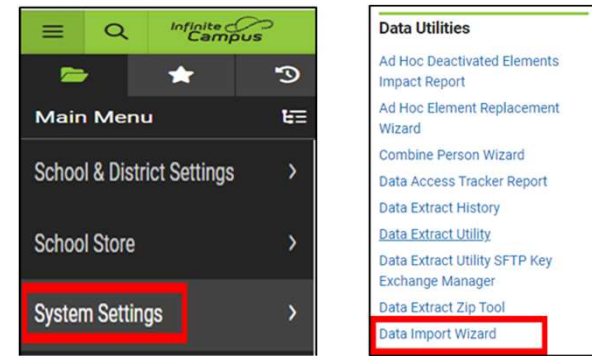 Infinite
Campus
Main Menu
School & District Settings
School Store
System Settings
Data Utilities
Ad Hoc Deactivated Elements
Impact Report
Ad Hoc Element Replacement
Wizard
Combine Person Wizard
Data Access Tracker Report
Data Extract History
Data Extract Utility
Data Extract Utility SFTP Key
Exchange Manager
Data Extract Zip Tool
Data Import Wizard